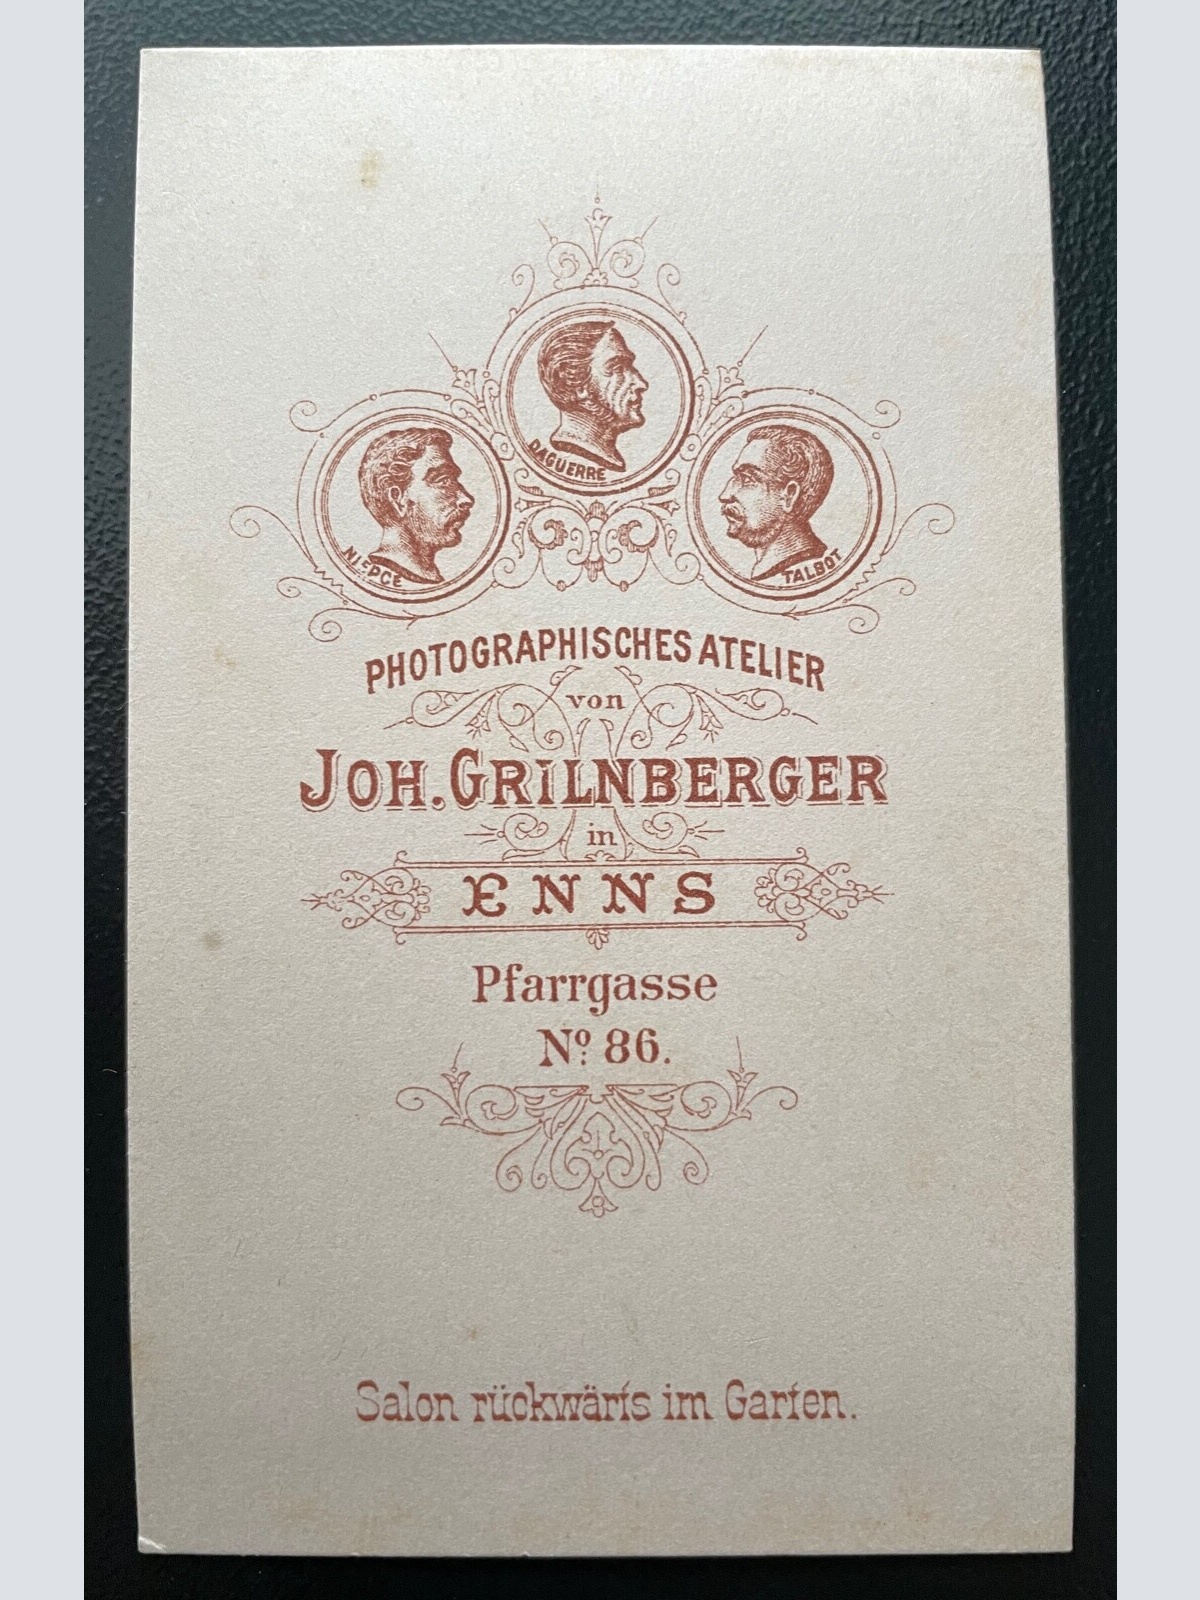 DAGUERRE
NIEPCE
TALBOT
PHOTOGRAPHISCHES ATELIER
von
JOH. GRILNBERGER
in
ENNS
Pfarrgasse
No. 86.
Salon rückwärts im Garten.